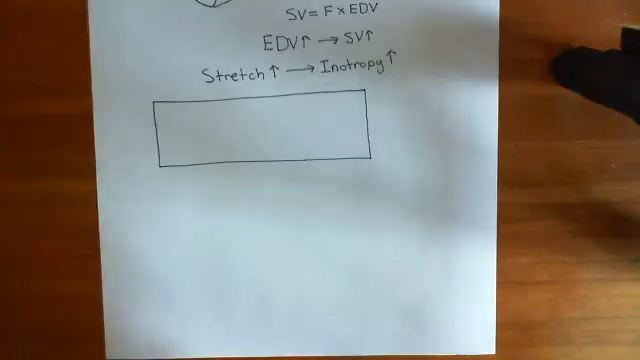 SV = F × EDV
EDV↑ → SV↑
Stretch ↑ → Inotropy ↑